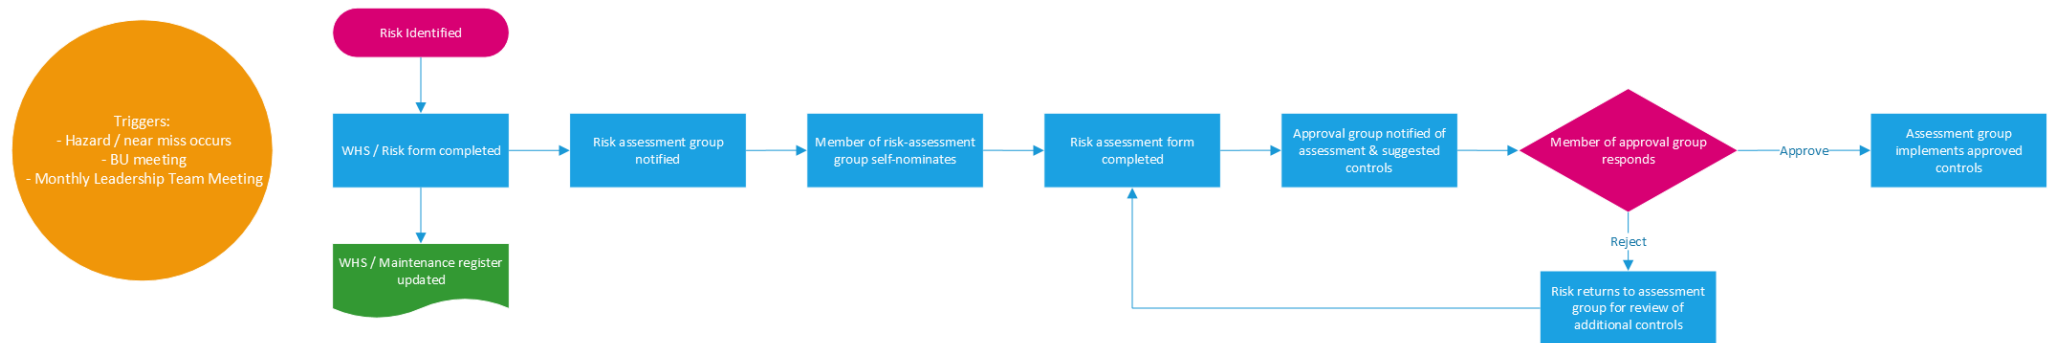 Triggers:
- Hazard / near miss occurs
- BU meeting
- Monthly Leadership Team Meeting
Risk Identified
WHS / Risk form completed
WHS / Maintenance register
updated
Risk assessment group
notified
Member of risk-assessment
group self-nominates
Risk assessment form
completed
Approval group notified of
assessment & suggested
controls
Member of approval group
responds
Approve
Assessment group
implements approved
controls
Reject
Risk returns to assessment
group for review of
additional controls